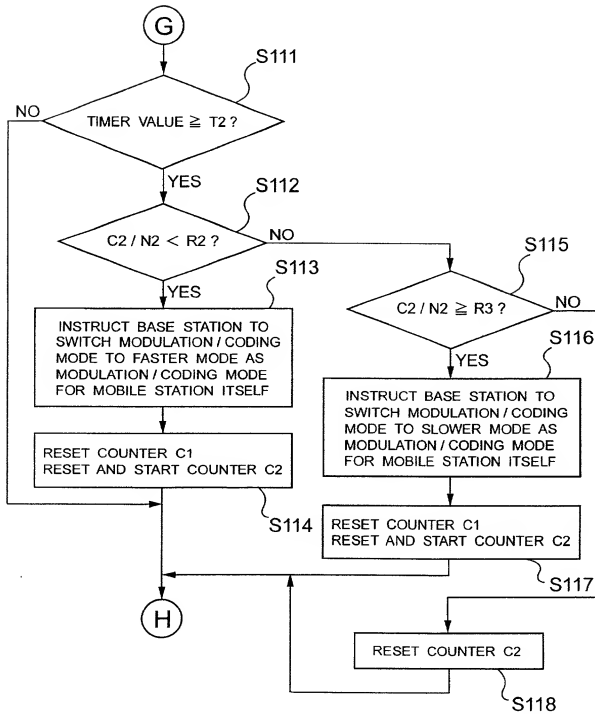 G
S111
NO
TIMER VALUE ≧ T2 ?
YES
S112
C2 / N2 < R2 ?
NO
S115
S113
YES
C2 / N2 ≧ R3 ?
NO
INSTRUCT BASE STATION TO
SWITCH MODULATION / CODING
MODE TO FASTER MODE AS
MODULATION / CODING MODE
FOR MOBILE STATION ITSELF
S116
YES
INSTRUCT BASE STATION TO
SWITCH MODULATION / CODING
MODE TO SLOWER MODE AS
MODULATION / CODING MODE
FOR MOBILE STATION ITSELF
RESET COUNTER C1
RESET AND START COUNTER C2
S114
RESET COUNTER C1
RESET AND START COUNTER C2
S117
H
RESET COUNTER C2
S118